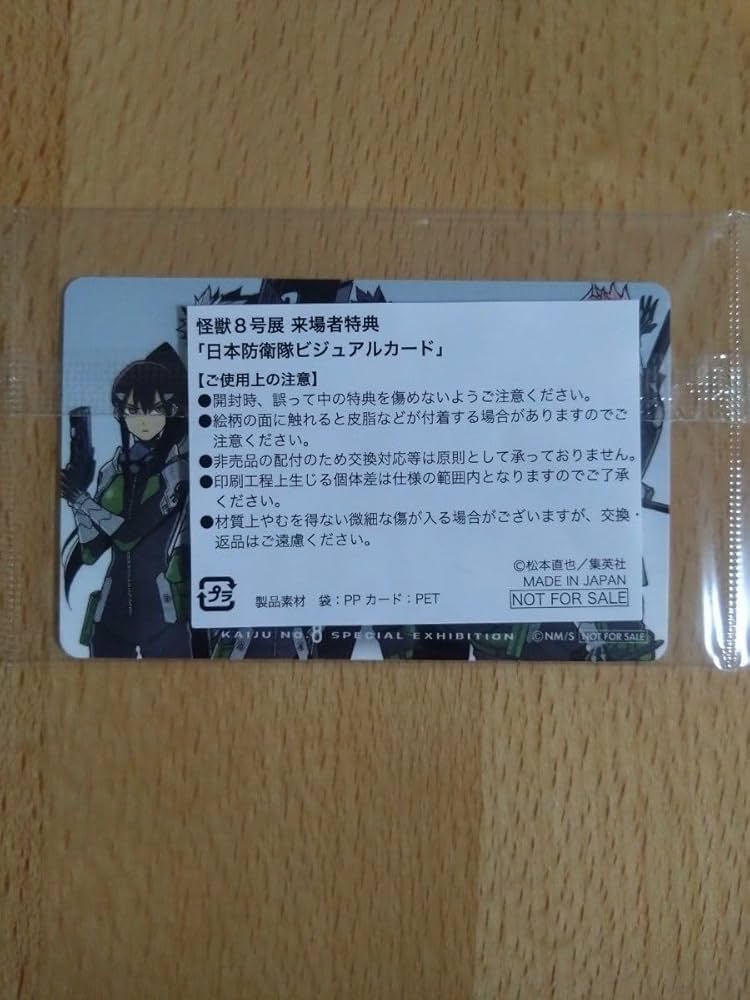 怪獣８号展 来場者特典
「日本防衛隊ビジュアルカード」
【ご使用上の注意】
●開封時、誤って中の特典を傷めないようご注意ください。
●絵柄の面に触れると皮脂などが付着する場合がありますのでご
注意ください。
●非売品の配付のため交換対応等は原則として承っておりません。
●印刷工程上生じる個体差は仕様の範囲内となりますのでご了承
ください。
●材質上やむを得ない微細な傷が入る場合がございますが、交換・
返品はご遠慮ください。
©松本直也／集英社
MADE IN JAPAN
プラ
製品素材 袋：PP カード：PET
NOT FOR SALE
KAIJU NO.8 SPECIAL EXHIBITION ©NM/S NOT FOR SALE